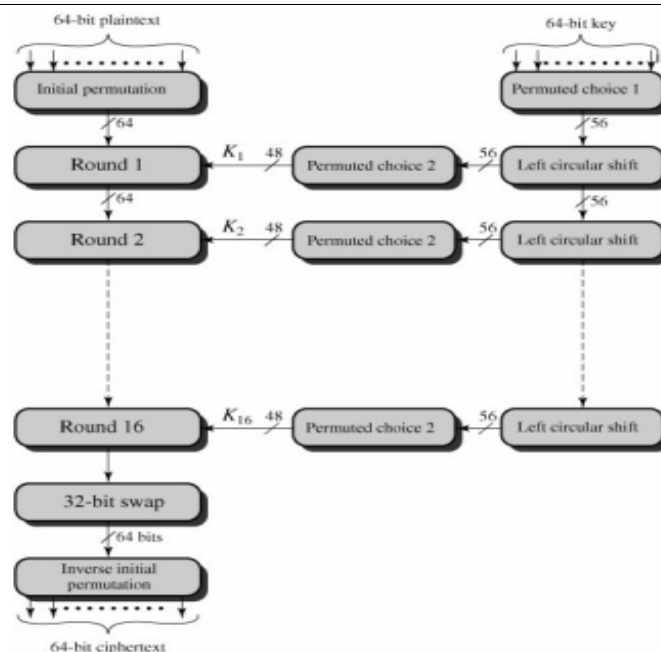 64-bit plaintext
64-bit key
Initial permutation
Permuted choice 1
64
56
Round 1
K1
48
Permuted choice 2
56
Left circular shift
64
56
Round 2
K2
48
Permuted choice 2
56
Left circular shift
Round 16
K16
48
Permuted choice 2
56
Left circular shift
32-bit swap
64 bits
Inverse initial
permutation
64-bit ciphertext